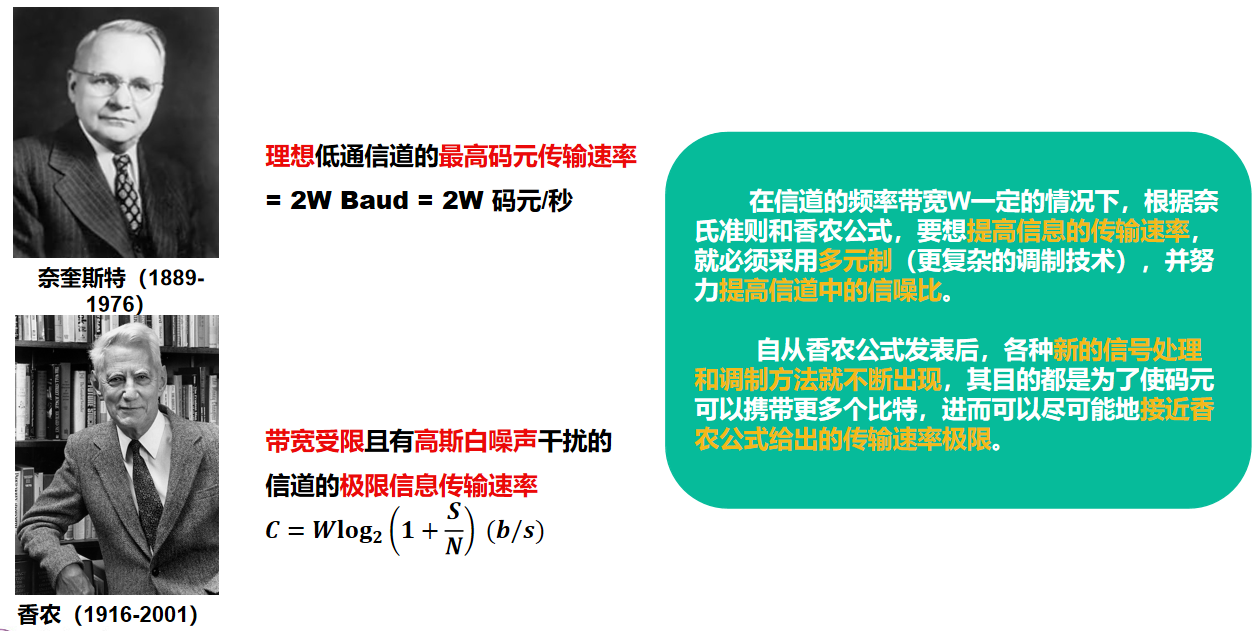 奈奎斯特（1889-
1976）
理想低通信道的最高码元传输速率
= 2W Baud = 2W 码元/秒
香农（1916-2001）
带宽受限且有高斯白噪声干扰的
信道的极限信息传输速率
C = Wlog₂(1 + S/N) (b/s)
在信道的频率带宽W一定的情况下，根据奈
氏准则和香农公式，要想提高信息的传输速率，
就必须采用多元制（更复杂的调制技术），并努
力提高信道中的信噪比。
自从香农公式发表后，各种新的信号处理
和调制方法就不断出现，其目的都是为了使码元
可以携带更多个比特，进而可以尽可能地接近香
农公式给出的传输速率极限。